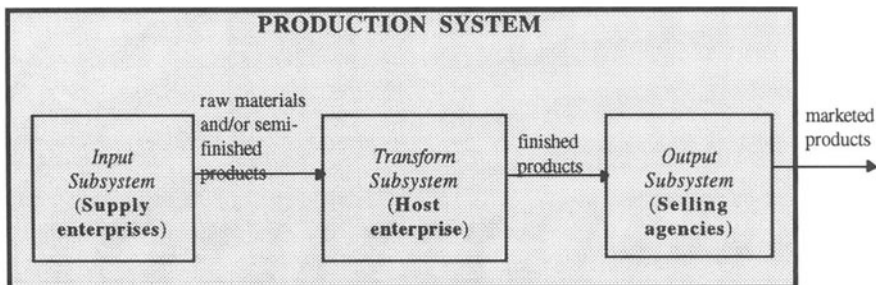 PRODUCTION SYSTEM
raw materials
and/or semi-
finished
products
Input
Subsystem
(Supply
enterprises)
Transform
Subsystem
(Host
enterprise)
finished
products
Output
Subsystem
(Selling
agencies)
marketed
products